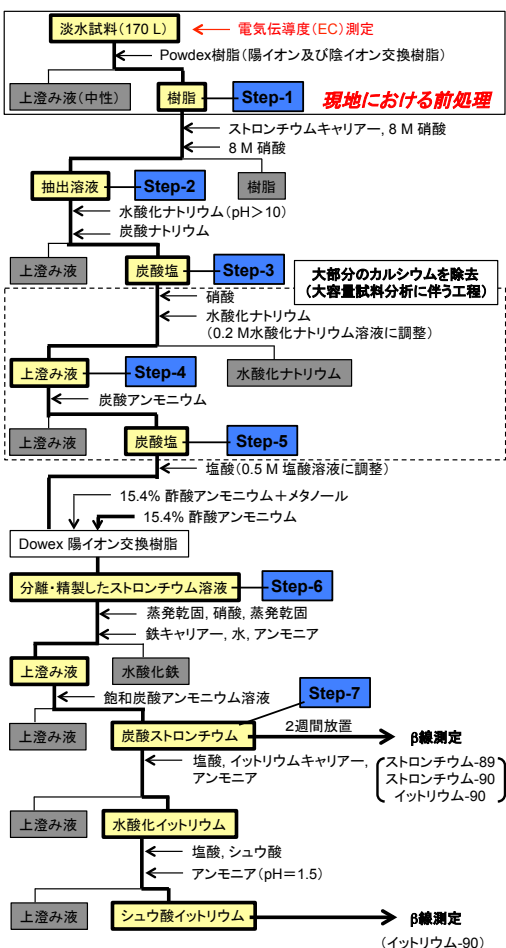 淡水試料(170 L)
電気伝導度(EC)測定
Powdex樹脂(陽イオン及び陰イオン交換樹脂)
上澄み液(中性)
樹脂
Step-1
現地における前処理
ストロンチウムキャリアー, 8 M 硝酸
8 M 硝酸
抽出溶液
Step-2
樹脂
水酸化ナトリウム(pH>10)
炭酸ナトリウム
上澄み液
炭酸塩
Step-3
大部分のカルシウムを除去
(大容量試料分析に伴う工程)
硝酸
水酸化ナトリウム
(0.2 M水酸化ナトリウム溶液に調整)
上澄み液
Step-4
水酸化ナトリウム
炭酸アンモニウム
上澄み液
炭酸塩
Step-5
塩酸(0.5 M 塩酸溶液に調整)
15.4% 酢酸アンモニウム+メタノール
15.4% 酢酸アンモニウム
Dowex 陽イオン交換樹脂
分離・精製したストロンチウム溶液
Step-6
蒸発乾固, 硝酸, 蒸発乾固
鉄キャリアー, 水, アンモニア
上澄み液
水酸化鉄
飽和炭酸アンモニウム溶液
Step-7
上澄み液
炭酸ストロンチウム
2週間放置
β線測定
塩酸, イットリウムキャリアー,
アンモニア
ストロンチウム-89
ストロンチウム-90
イットリウム-90
上澄み液
水酸化イットリウム
塩酸, シュウ酸
アンモニア(pH=1.5)
上澄み液
シュウ酸イットリウム
β線測定
(イットリウム-90)